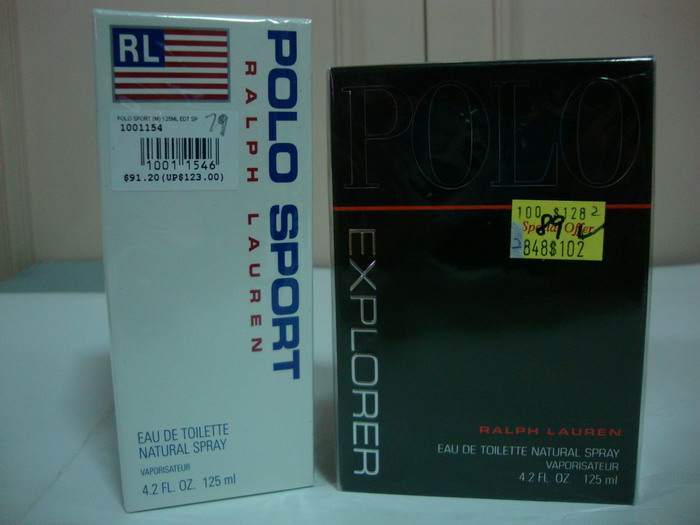 RL
POLO SPORT
RALPH LAUREN
POLO SPORT (M) 125ML EDT SP
79
1001154
1001 1546
$91.20(UP$123.00)
EAU DE TOILETTE
NATURAL SPRAY
VAPORISATEUR
4.2 FL. OZ. 125 ml
POLO
100 $128 2
Special Offer
89
848$102
EXPLORER
RALPH LAUREN
EAU DE TOILETTE NATURAL SPRAY
VAPORISATEUR
4.2 FL. OZ. 125 ml